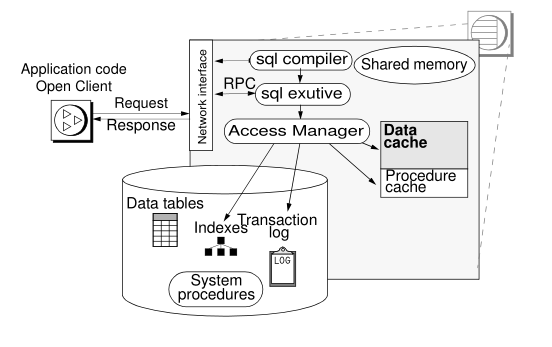 Application code
Open Client
Request
Response
Network interface
RPC
sql compiler
sql exutive
Access Manager
Shared memory
Data
cache
Procedure
cache
Data tables
Indexes
Transaction
log
LOG
System
procedures